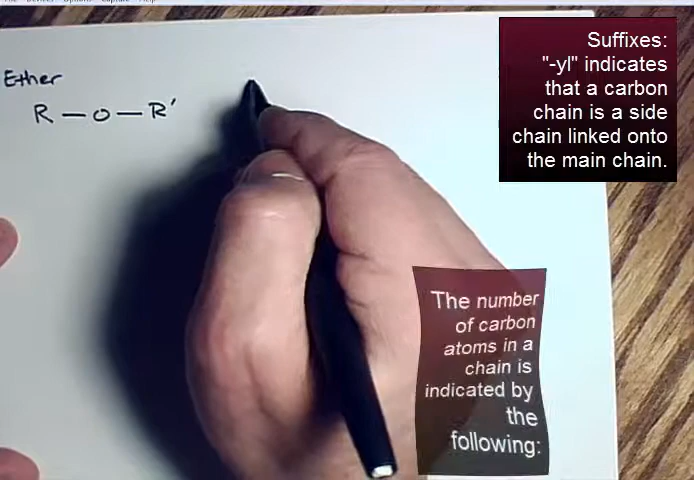 Ether
R — O — R'
Suffixes:
"-yl" indicates
that a carbon
chain is a side
chain linked onto
the main chain.
The number
of carbon
atoms in a
chain is
indicated by
the
following: